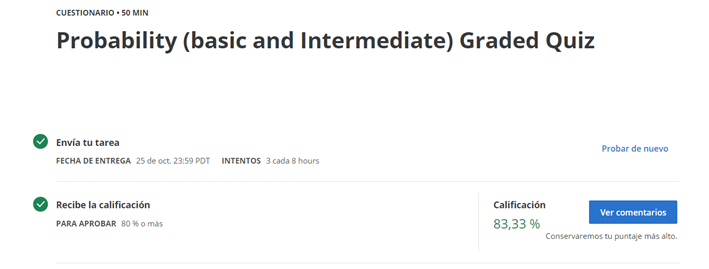 CUESTIONARIO • 50 MIN
Probability (basic and Intermediate) Graded Quiz
Envía tu tarea
FECHA DE ENTREGA 25 de oct. 23:59 PDT INTENTOS 3 cada 8 hours
Probar de nuevo
Recibe la calificación
PARA APROBAR 80 % o más
Calificación
83,33 %
Ver comentarios
Conservaremos tu puntaje más alto.